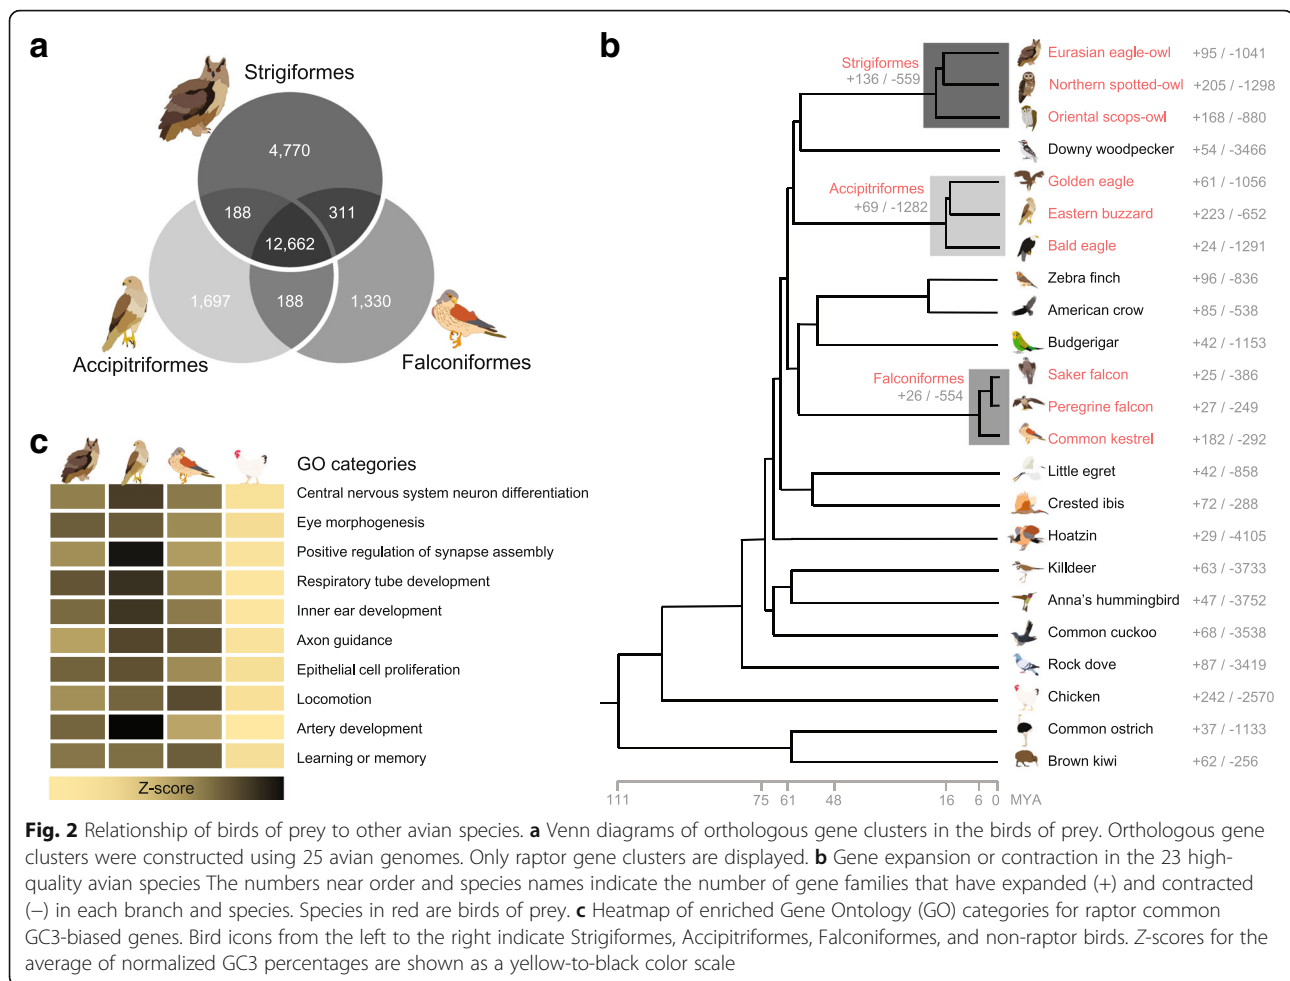 a
Strigiformes
4,770
188
311
12,662
1,697
188
1,330
Accipitriformes
Falconiformes
b
Strigiformes
+136 / -559
Accipitriformes
+69 / -1282
Falconiformes
+26 / -554
Eurasian eagle-owl +95 / -1041
Northern spotted-owl +205 / -1298
Oriental scops-owl +168 / -880
Downy woodpecker +54 / -3466
Golden eagle +61 / -1056
Eastern buzzard +223 / -652
Bald eagle +24 / -1291
Zebra finch +96 / -836
American crow +85 / -538
Budgerigar +42 / -1153
Saker falcon +25 / -386
Peregrine falcon +27 / -249
Common kestrel +182 / -292
Little egret +42 / -858
Crested ibis +72 / -288
Hoatzin +29 / -4105
Killdeer +63 / -3733
Anna's hummingbird +47 / -3752
Common cuckoo +68 / -3538
Rock dove +87 / -3419
Chicken +242 / -2570
Common ostrich +37 / -1133
Brown kiwi +62 / -256
111 75 61 48 16 6 0 MYA
c
GO categories
Central nervous system neuron differentiation
Eye morphogenesis
Positive regulation of synapse assembly
Respiratory tube development
Inner ear development
Axon guidance
Epithelial cell proliferation
Locomotion
Artery development
Learning or memory
Z-score
Fig. 2 Relationship of birds of prey to other avian species. a Venn diagrams of orthologous gene clusters in the birds of prey. Orthologous gene
clusters were constructed using 25 avian genomes. Only raptor gene clusters are displayed. b Gene expansion or contraction in the 23 high-
quality avian species The numbers near order and species names indicate the number of gene families that have expanded (+) and contracted
(−) in each branch and species. Species in red are birds of prey. c Heatmap of enriched Gene Ontology (GO) categories for raptor common
GC3-biased genes. Bird icons from the left to the right indicate Strigiformes, Accipitriformes, Falconiformes, and non-raptor birds. Z-scores for the
average of normalized GC3 percentages are shown as a yellow-to-black color scale